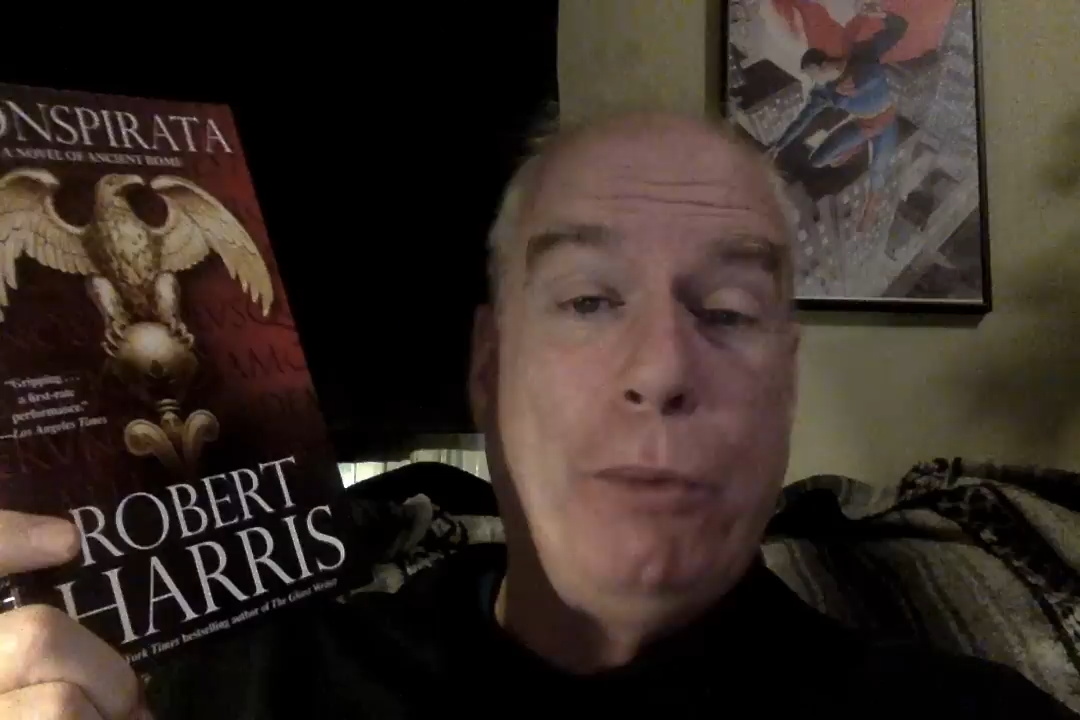 ONSPIRATA
A NOVEL OF ANCIENT ROME
"Gripping . . .
a first-rate
performance."
—Los Angeles Times
ROBERT
HARRIS
York Times bestselling author of The Ghost Writer